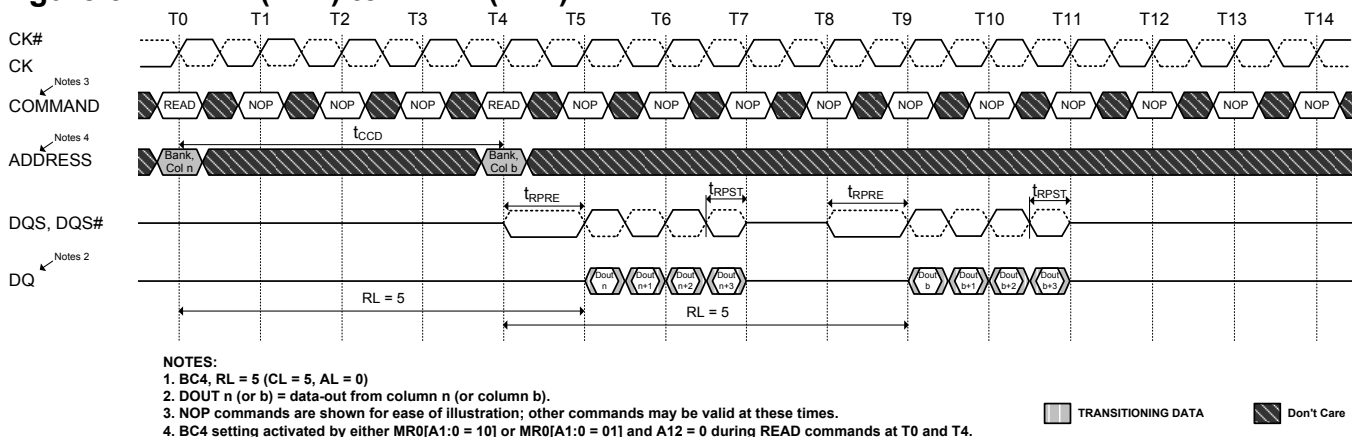 T0 T1 T2 T3 T4 T5 T6 T7 T8 T9 T10 T11 T12 T13 T14
CK#
CK
Notes 3
COMMAND READ NOP NOP NOP READ NOP NOP NOP NOP NOP NOP NOP NOP NOP NOP
tCCD
Notes 4
ADDRESS Bank, Col n Bank, Col b
tRPRE tRPST tRPRE tRPST
DQS, DQS#
Notes 2
DQ Dout n Dout n+1 Dout n+2 Dout n+3 Dout b Dout b+1 Dout b+2 Dout b+3
RL = 5
RL = 5
NOTES:
1. BC4, RL = 5 (CL = 5, AL = 0)
2. DOUT n (or b) = data-out from column n (or column b).
3. NOP commands are shown for ease of illustration; other commands may be valid at these times.
4. BC4 setting activated by either MR0[A1:0 = 10] or MR0[A1:0 = 01] and A12 = 0 during READ commands at T0 and T4.
TRANSITIONING DATA Don't Care